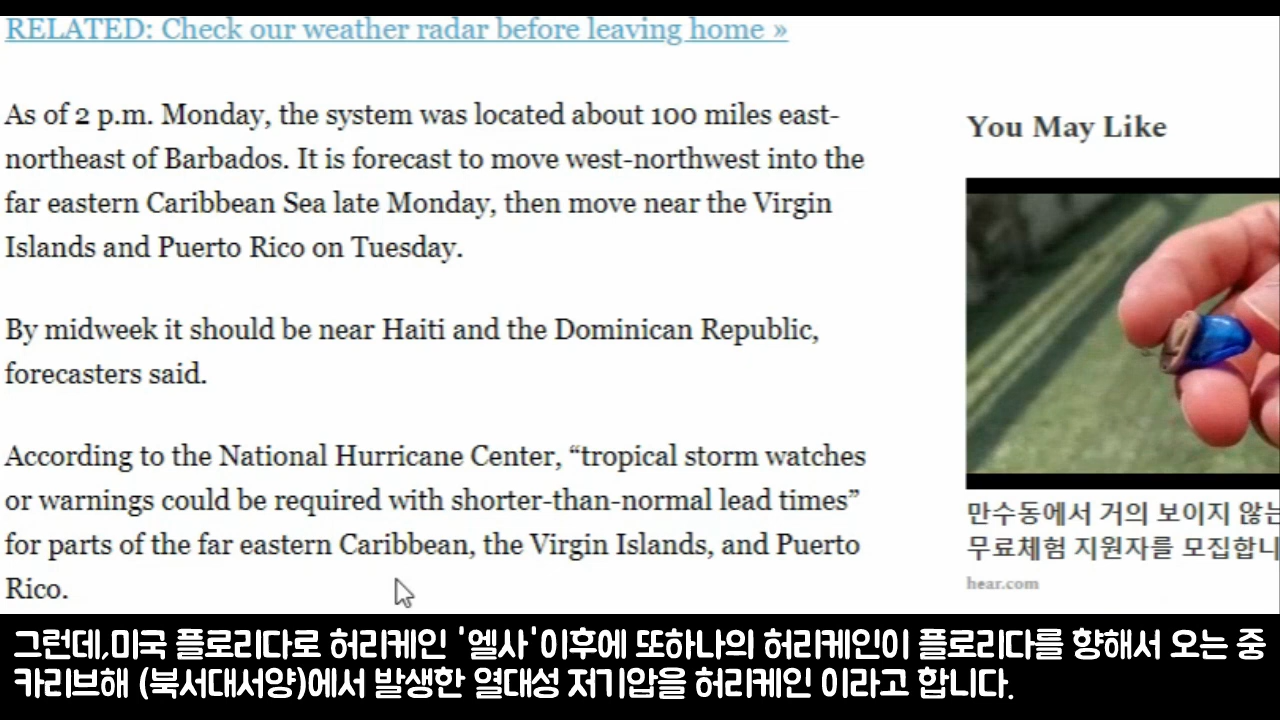 RELATED: Check our weather radar before leaving home »
As of 2 p.m. Monday, the system was located about 100 miles east-
northeast of Barbados. It is forecast to move west-northwest into the
far eastern Caribbean Sea late Monday, then move near the Virgin
Islands and Puerto Rico on Tuesday.
By midweek it should be near Haiti and the Dominican Republic,
forecasters said.
According to the National Hurricane Center, “tropical storm watches
or warnings could be required with shorter-than-normal lead times”
for parts of the far eastern Caribbean, the Virgin Islands, and Puerto
Rico.
You May Like
만수동에서 거의 보이지 않는
무료체험 지원자를 모집합니
hear.com
그런데,미국 플로리다로 허리케인 '엘사'이후에 또하나의 허리케인이 플로리다를 향해서 오는 중
카리브해 (북서대서양)에서 발생한 열대성 저기압을 허리케인 이라고 합니다.